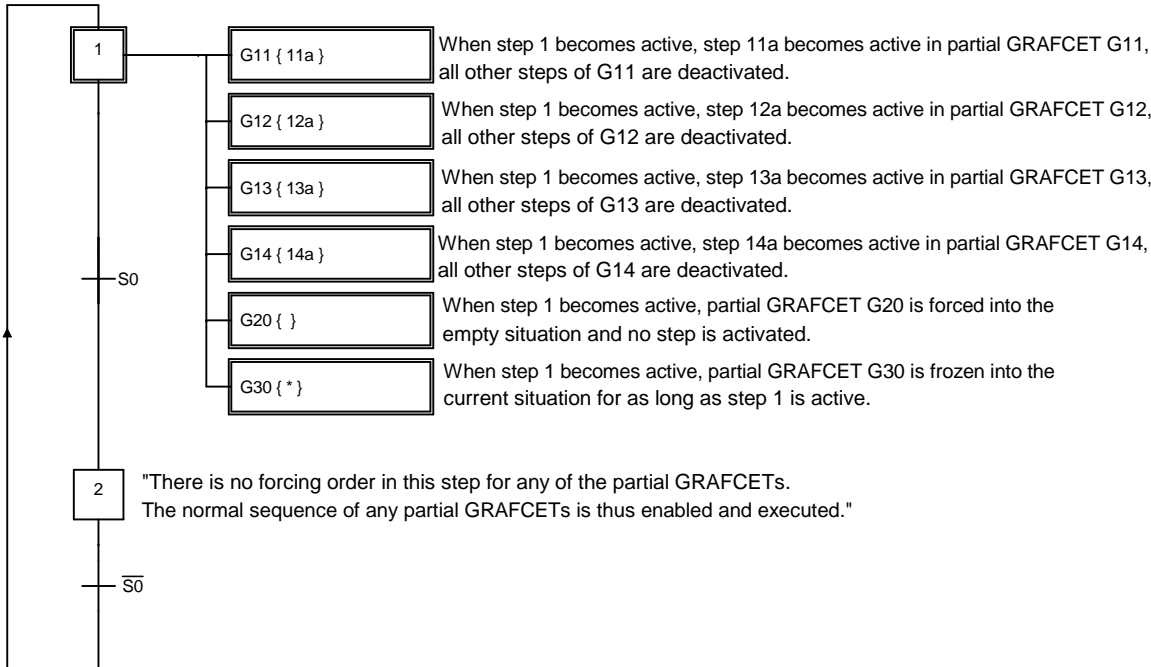 1
G11 { 11a }
When step 1 becomes active, step 11a becomes active in partial GRAFCET G11,
all other steps of G11 are deactivated.
G12 { 12a }
When step 1 becomes active, step 12a becomes active in partial GRAFCET G12,
all other steps of G12 are deactivated.
G13 { 13a }
When step 1 becomes active, step 13a becomes active in partial GRAFCET G13,
all other steps of G13 are deactivated.
G14 { 14a }
When step 1 becomes active, step 14a becomes active in partial GRAFCET G14,
all other steps of G14 are deactivated.
S0
G20 { }
When step 1 becomes active, partial GRAFCET G20 is forced into the
empty situation and no step is activated.
G30 { * }
When step 1 becomes active, partial GRAFCET G30 is frozen into the
current situation for as long as step 1 is active.
2
"There is no forcing order in this step for any of the partial GRAFCETs.
The normal sequence of any partial GRAFCETs is thus enabled and executed."
S̅0̅